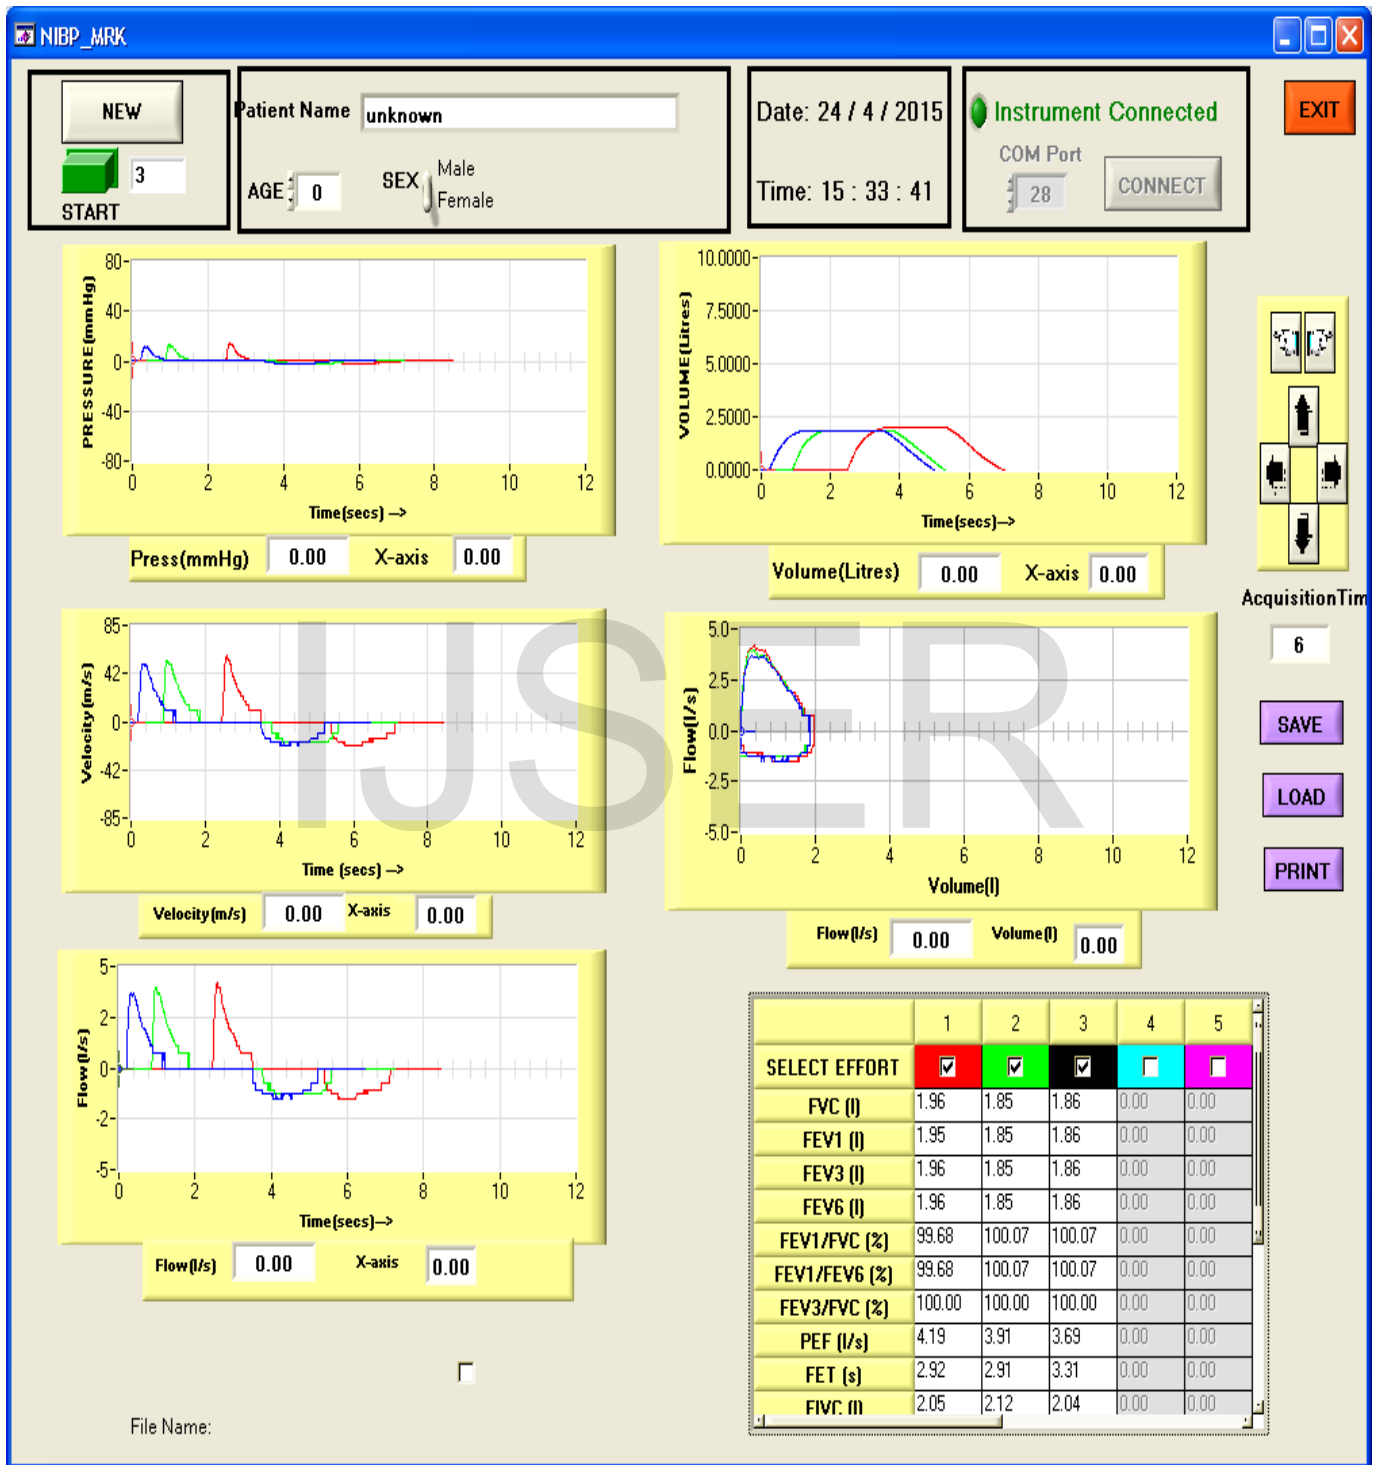 NIBP_MRK
NEW
3
START
Patient Name unknown
AGE 0 SEX Male
Female
Date: 24 / 4 / 2015
Time: 15 : 33 : 41
Instrument Connected
COM Port
28 CONNECT
EXIT
PRESSURE(mmHg)
80
40
0
-40
-80
0 2 4 6 8 10 12
Time(secs) -->
Press(mmHg) 0.00 X-axis 0.00
VOLUME(Litres)
10.0000
7.5000
5.0000
2.5000
0.0000
0 2 4 6 8 10 12
Time(secs)-->
Volume(Litres) 0.00 X-axis 0.00
AcquisitionTim
6
Velocity(m/s)
85
42
0
-42
-85
0 2 4 6 8 10 12
Time (secs) -->
Velocity(m/s) 0.00 X-axis 0.00
Flow(l/s)
5.0
2.5
0.0
-2.5
-5.0
0 2 4 6 8 10 12
Volume(l)
Flow(l/s) 0.00 Volume(l) 0.00
SAVE
LOAD
PRINT
IJSER
Flow(l/s)
5
2
0
-2
-5
0 2 4 6 8 10 12
Time(secs)-->
Flow(l/s) 0.00 X-axis 0.00
1 2 3 4 5
SELECT EFFORT
FVC (l) 1.96 1.85 1.86 0.00 0.00
FEV1 (l) 1.95 1.85 1.86 0.00 0.00
FEV3 (l) 1.96 1.85 1.86 0.00 0.00
FEV6 (l) 1.96 1.85 1.86 0.00 0.00
FEV1/FVC (%) 99.68 100.07 100.07 0.00 0.00
FEV1/FEV6 (%) 99.68 100.07 100.07 0.00 0.00
FEV3/FVC (%) 100.00 100.00 100.00 0.00 0.00
PEF (l/s) 4.19 3.91 3.69 0.00 0.00
FET (s) 2.92 2.91 3.31 0.00 0.00
FIVC (l) 2.05 2.12 2.04 0.00 0.00
File Name: